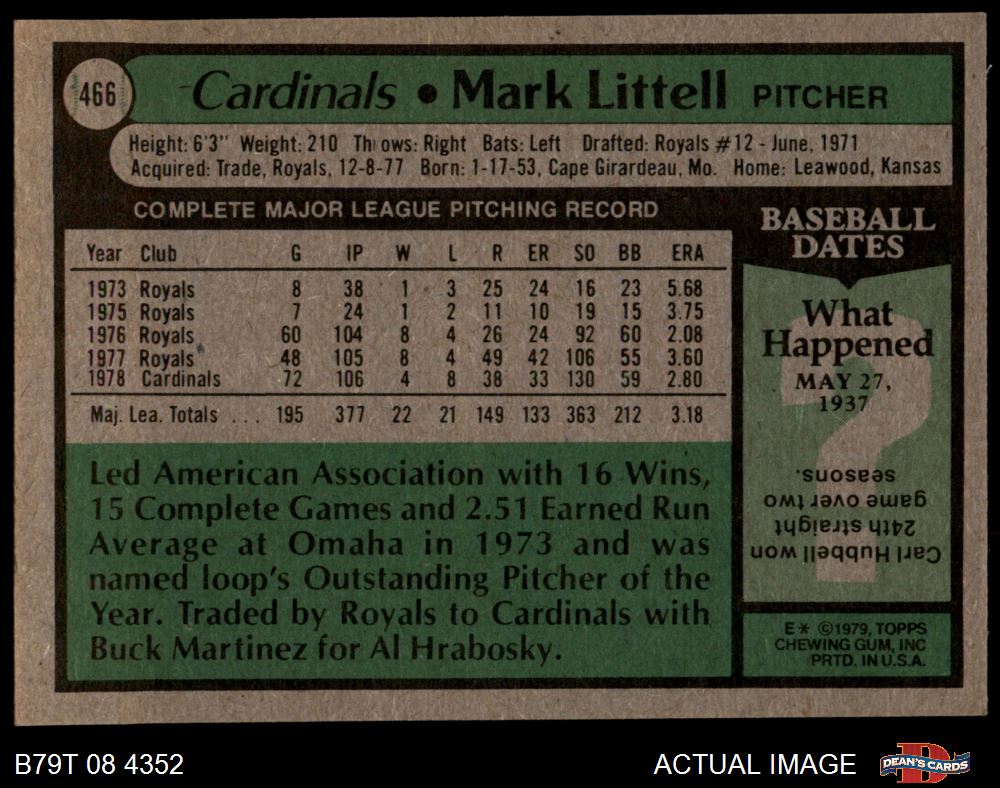 466
Cardinals • Mark Littell PITCHER
Height: 6'3" Weight: 210 Throws: Right Bats: Left Drafted: Royals #12 - June, 1971
Acquired: Trade, Royals, 12-8-77 Born: 1-17-53, Cape Girardeau, Mo. Home: Leawood, Kansas
COMPLETE MAJOR LEAGUE PITCHING RECORD
Year Club G IP W L R ER SO BB ERA
1973 Royals 8 38 1 3 25 24 16 23 5.68
1975 Royals 7 24 1 2 11 10 19 15 3.75
1976 Royals 60 104 8 4 26 24 92 60 2.08
1977 Royals 48 105 8 4 49 42 106 55 3.60
1978 Cardinals 72 106 4 8 38 33 130 59 2.80
Maj. Lea. Totals ... 195 377 22 21 149 133 363 212 3.18
Led American Association with 16 Wins,
15 Complete Games and 2.51 Earned Run
Average at Omaha in 1973 and was
named loop's Outstanding Pitcher of the
Year. Traded by Royals to Cardinals with
Buck Martinez for Al Hrabosky.
BASEBALL
DATES
What
Happened
MAY 27,
1937
?
Carl Hubbell won
24th straight
game over two
seasons.
E* ©1979, TOPPS
CHEWING GUM, INC
PRTD. IN U.S.A.
B79T 08 4352
ACTUAL IMAGE
D
DEAN'S CARDS